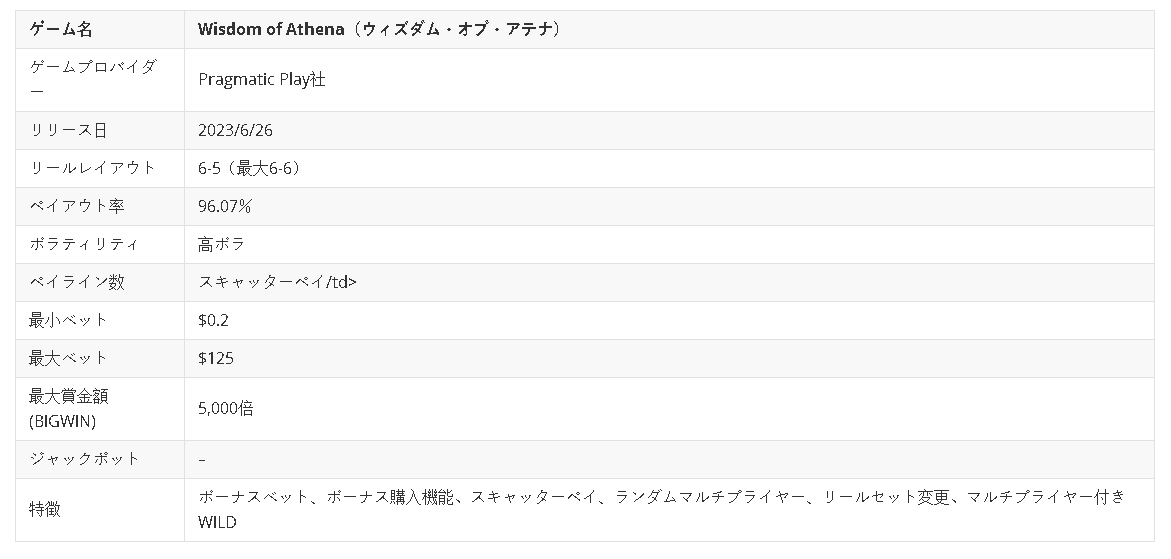 ゲーム名 Wisdom of Athena（ウィズダム・オブ・アテナ）
ゲームプロバイダ
ー
Pragmatic Play社
リリース日 2023/6/26
リールレイアウト 6-5（最大6-6）
ペイアウト率 96.07％
ボラティリティ 高ボラ
ペイライン数 スキャッターペイ/td>
最小ベット $0.2
最大ベット $125
最大賞金額
(BIGWIN)
5,000倍
ジャックポット –
特徴
ボーナスベット、ボーナス購入機能、スキャッターペイ、ランダムマルチプライヤー、リールセット変更、マルチプライヤー付き
WILD